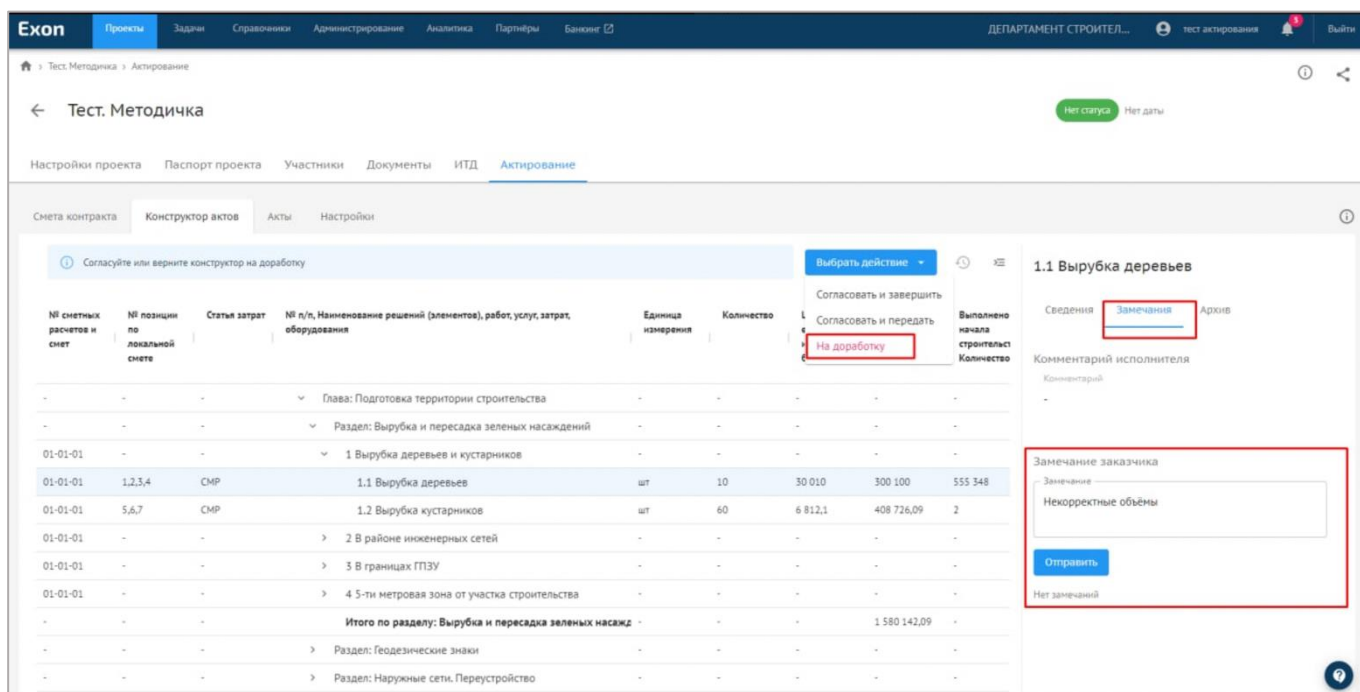 Exon
Проекты
Задачи
Справочники
Администрирование
Аналитика
Партнёры
Банкинг
ДЕПАРТАМЕНТ СТРОИТЕЛ...
тест актирования
3
Выйти
Тест. Методичка > Актирование
Тест. Методичка
Нет статуса
Нет даты
Настройки проекта
Паспорт проекта
Участники
Документы
ИТД
Актирование
Смета контракта
Конструктор актов
Акты
Настройки
Согласуйте или верните конструктор на доработку
Выбрать действие
Согласовать и завершить
Согласовать и передать
На доработку
№ сметных расчетов и смет
№ позиции по локальной смете
Статья затрат
№ п/п, Наименование решений (элементов), работ, услуг, затрат, оборудования
Единица измерения
Количество
Выполнено начала строительст Количество
- - - Глава: Подготовка территории строительства - - - - -
- - - Раздел: Вырубка и пересадка зеленых насаждений - - - - -
01-01-01 - - 1 Вырубка деревьев и кустарников - - - - -
01-01-01 1,2,3,4 СМР 1.1 Вырубка деревьев шт 10 30 010 300 100 555 348
01-01-01 5,6,7 СМР 1.2 Вырубка кустарников шт 60 6 812,1 408 726,09 2
01-01-01 - - 2 В районе инженерных сетей - - - - -
01-01-01 - - 3 В границах ГПЗУ - - - - -
01-01-01 - - 4 5-ти метровая зона от участка строительства - - - - -
- - - Итого по разделу: Вырубка и пересадка зеленых насажд - - - 1 580 142,09 -
- - - Раздел: Геодезические знаки - - - - -
- - - Раздел: Наружные сети. Переустройство - - - - -
1.1 Вырубка деревьев
Сведения
Замечания
Архив
Комментарий исполнителя
Комментарий
-
Замечание заказчика
Замечание
Некорректные объёмы
Отправить
Нет замечаний